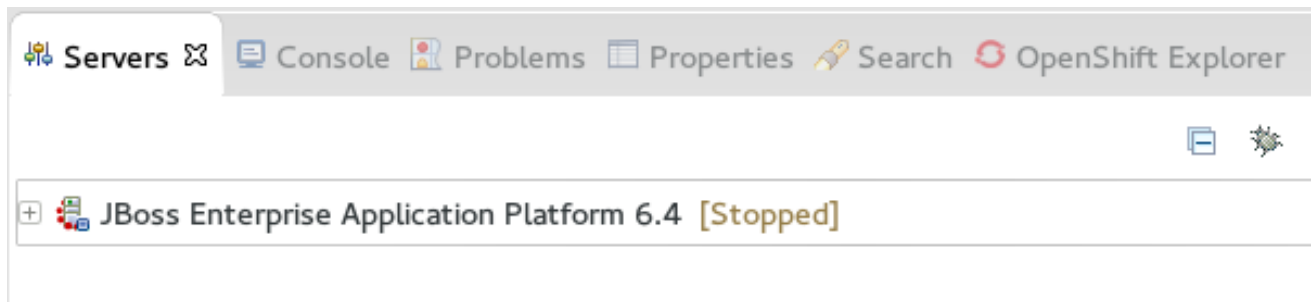 Servers Console Problems Properties Search OpenShift Explorer
JBoss Enterprise Application Platform 6.4 [Stopped]